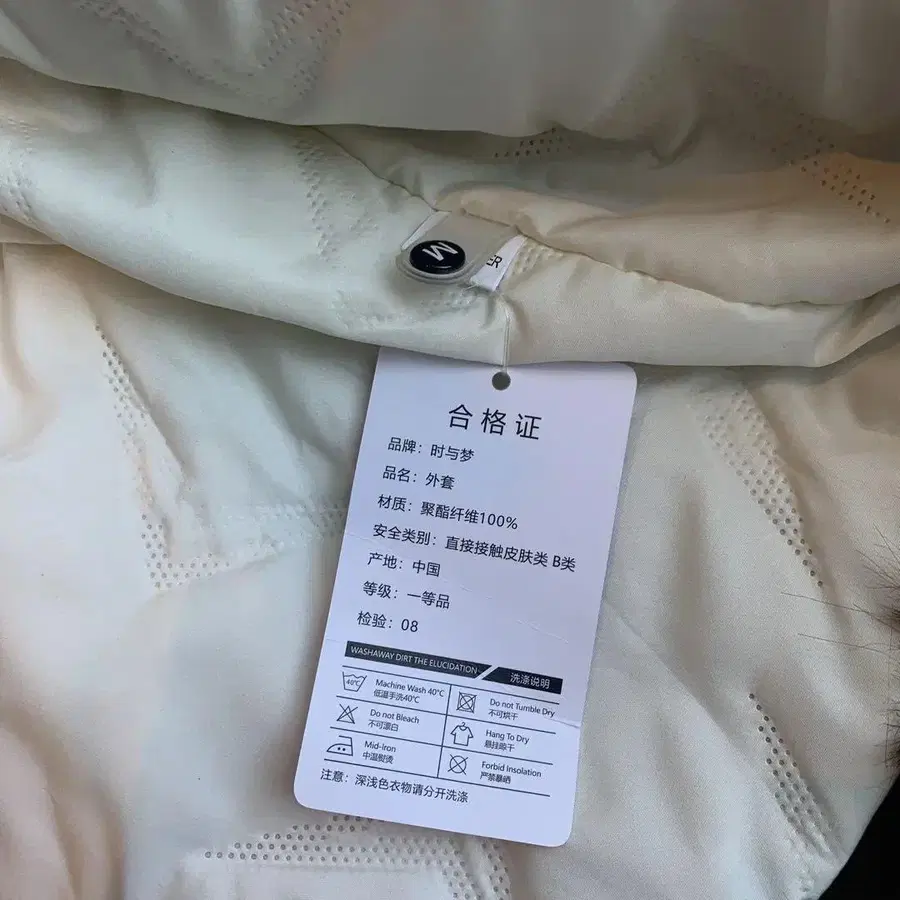 M
ER
合格证
品牌：时与梦
品名：外套
材质：聚酯纤维100%
安全类别：直接接触皮肤类 B类
产地：中国
等级：一等品
检验：08
WASHAWAY DIRT THE ELUCIDATION
洗涤说明
40℃
Machine Wash 40℃
低温手洗40℃
Do not Tumble Dry
不可烘干
Do not Bleach
不可漂白
Hang To Dry
悬挂晾干
Mid-Iron
中温熨烫
Forbid Insolation
严禁暴晒
注意：深浅色衣物请分开洗涤